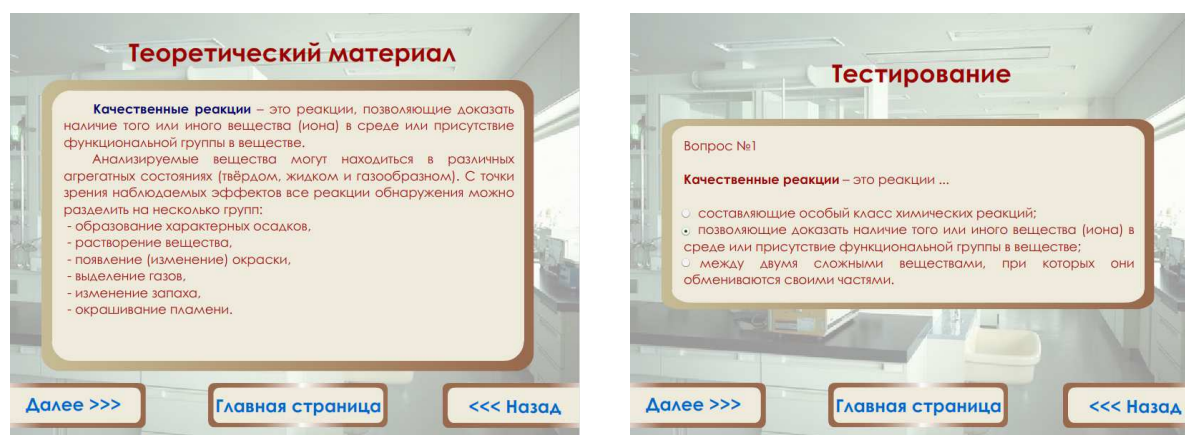 Теоретический материал
Качественные реакции – это реакции, позволяющие доказать
наличие того или иного вещества (иона) в среде или присутствие
функциональной группы в веществе.
Анализируемые вещества могут находиться в различных
агрегатных состояниях (твёрдом, жидком и газообразном). С точки
зрения наблюдаемых эффектов все реакции обнаружения можно
разделить на несколько групп:
- образование характерных осадков,
- растворение вещества,
- появление (изменение) окраски,
- выделение газов,
- изменение запаха,
- окрашивание пламени.
Далее >>>
Главная страница
<<< Назад
Тестирование
Вопрос №1
Качественные реакции – это реакции ...
составляющие особый класс химических реакций;
позволяющие доказать наличие того или иного вещества (иона) в
среде или присутствие функциональной группы в веществе;
между двумя сложными веществами, при которых они
обмениваются своими частями.
Далее >>>
Главная страница
<<< Назад